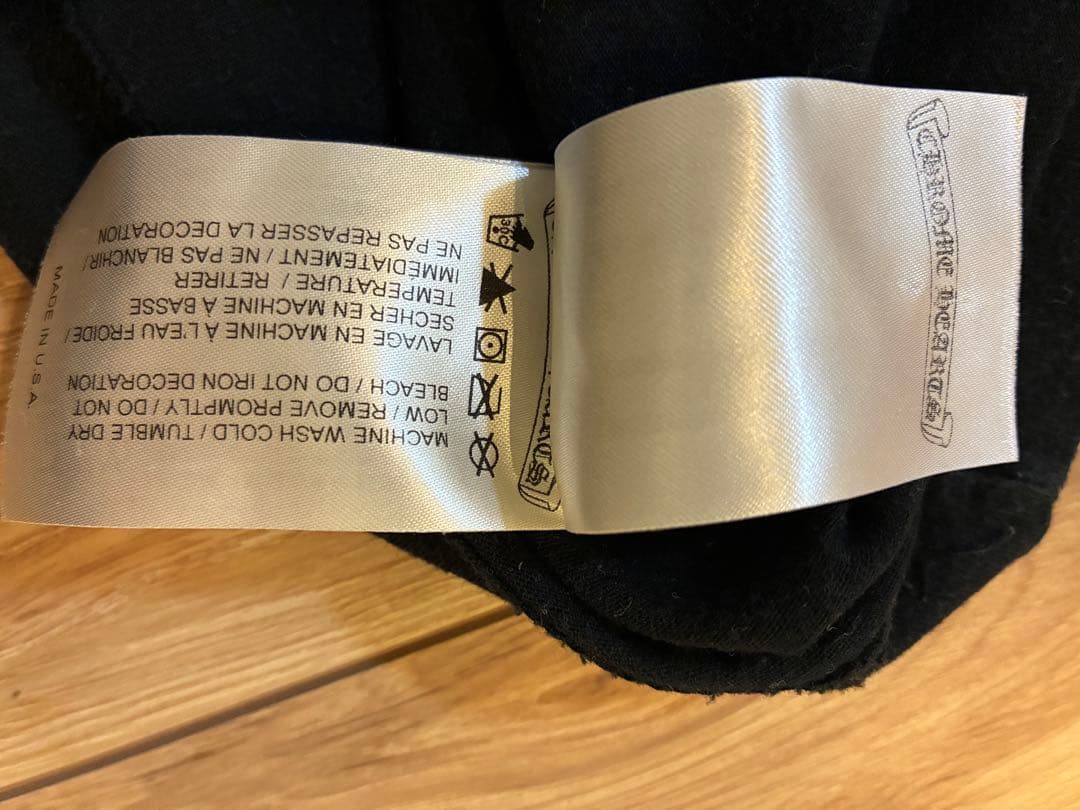 MACHINE WASH COLD / TUMBLE DRY
LOW / REMOVE PROMPTLY / DO NOT
BLEACH / DO NOT IRON DECORATION
LAVAGE EN MACHINE À L'EAU FROIDE /
SECHER EN MACHINE A BASSE
TEMPERATURE / RETIRER
IMMÉDIATEMENT / NE PAS BLANCHIR /
NE PAS REPASSER LA DECORATION
MADE IN U.S.A.
30C
CHROME HEARTS